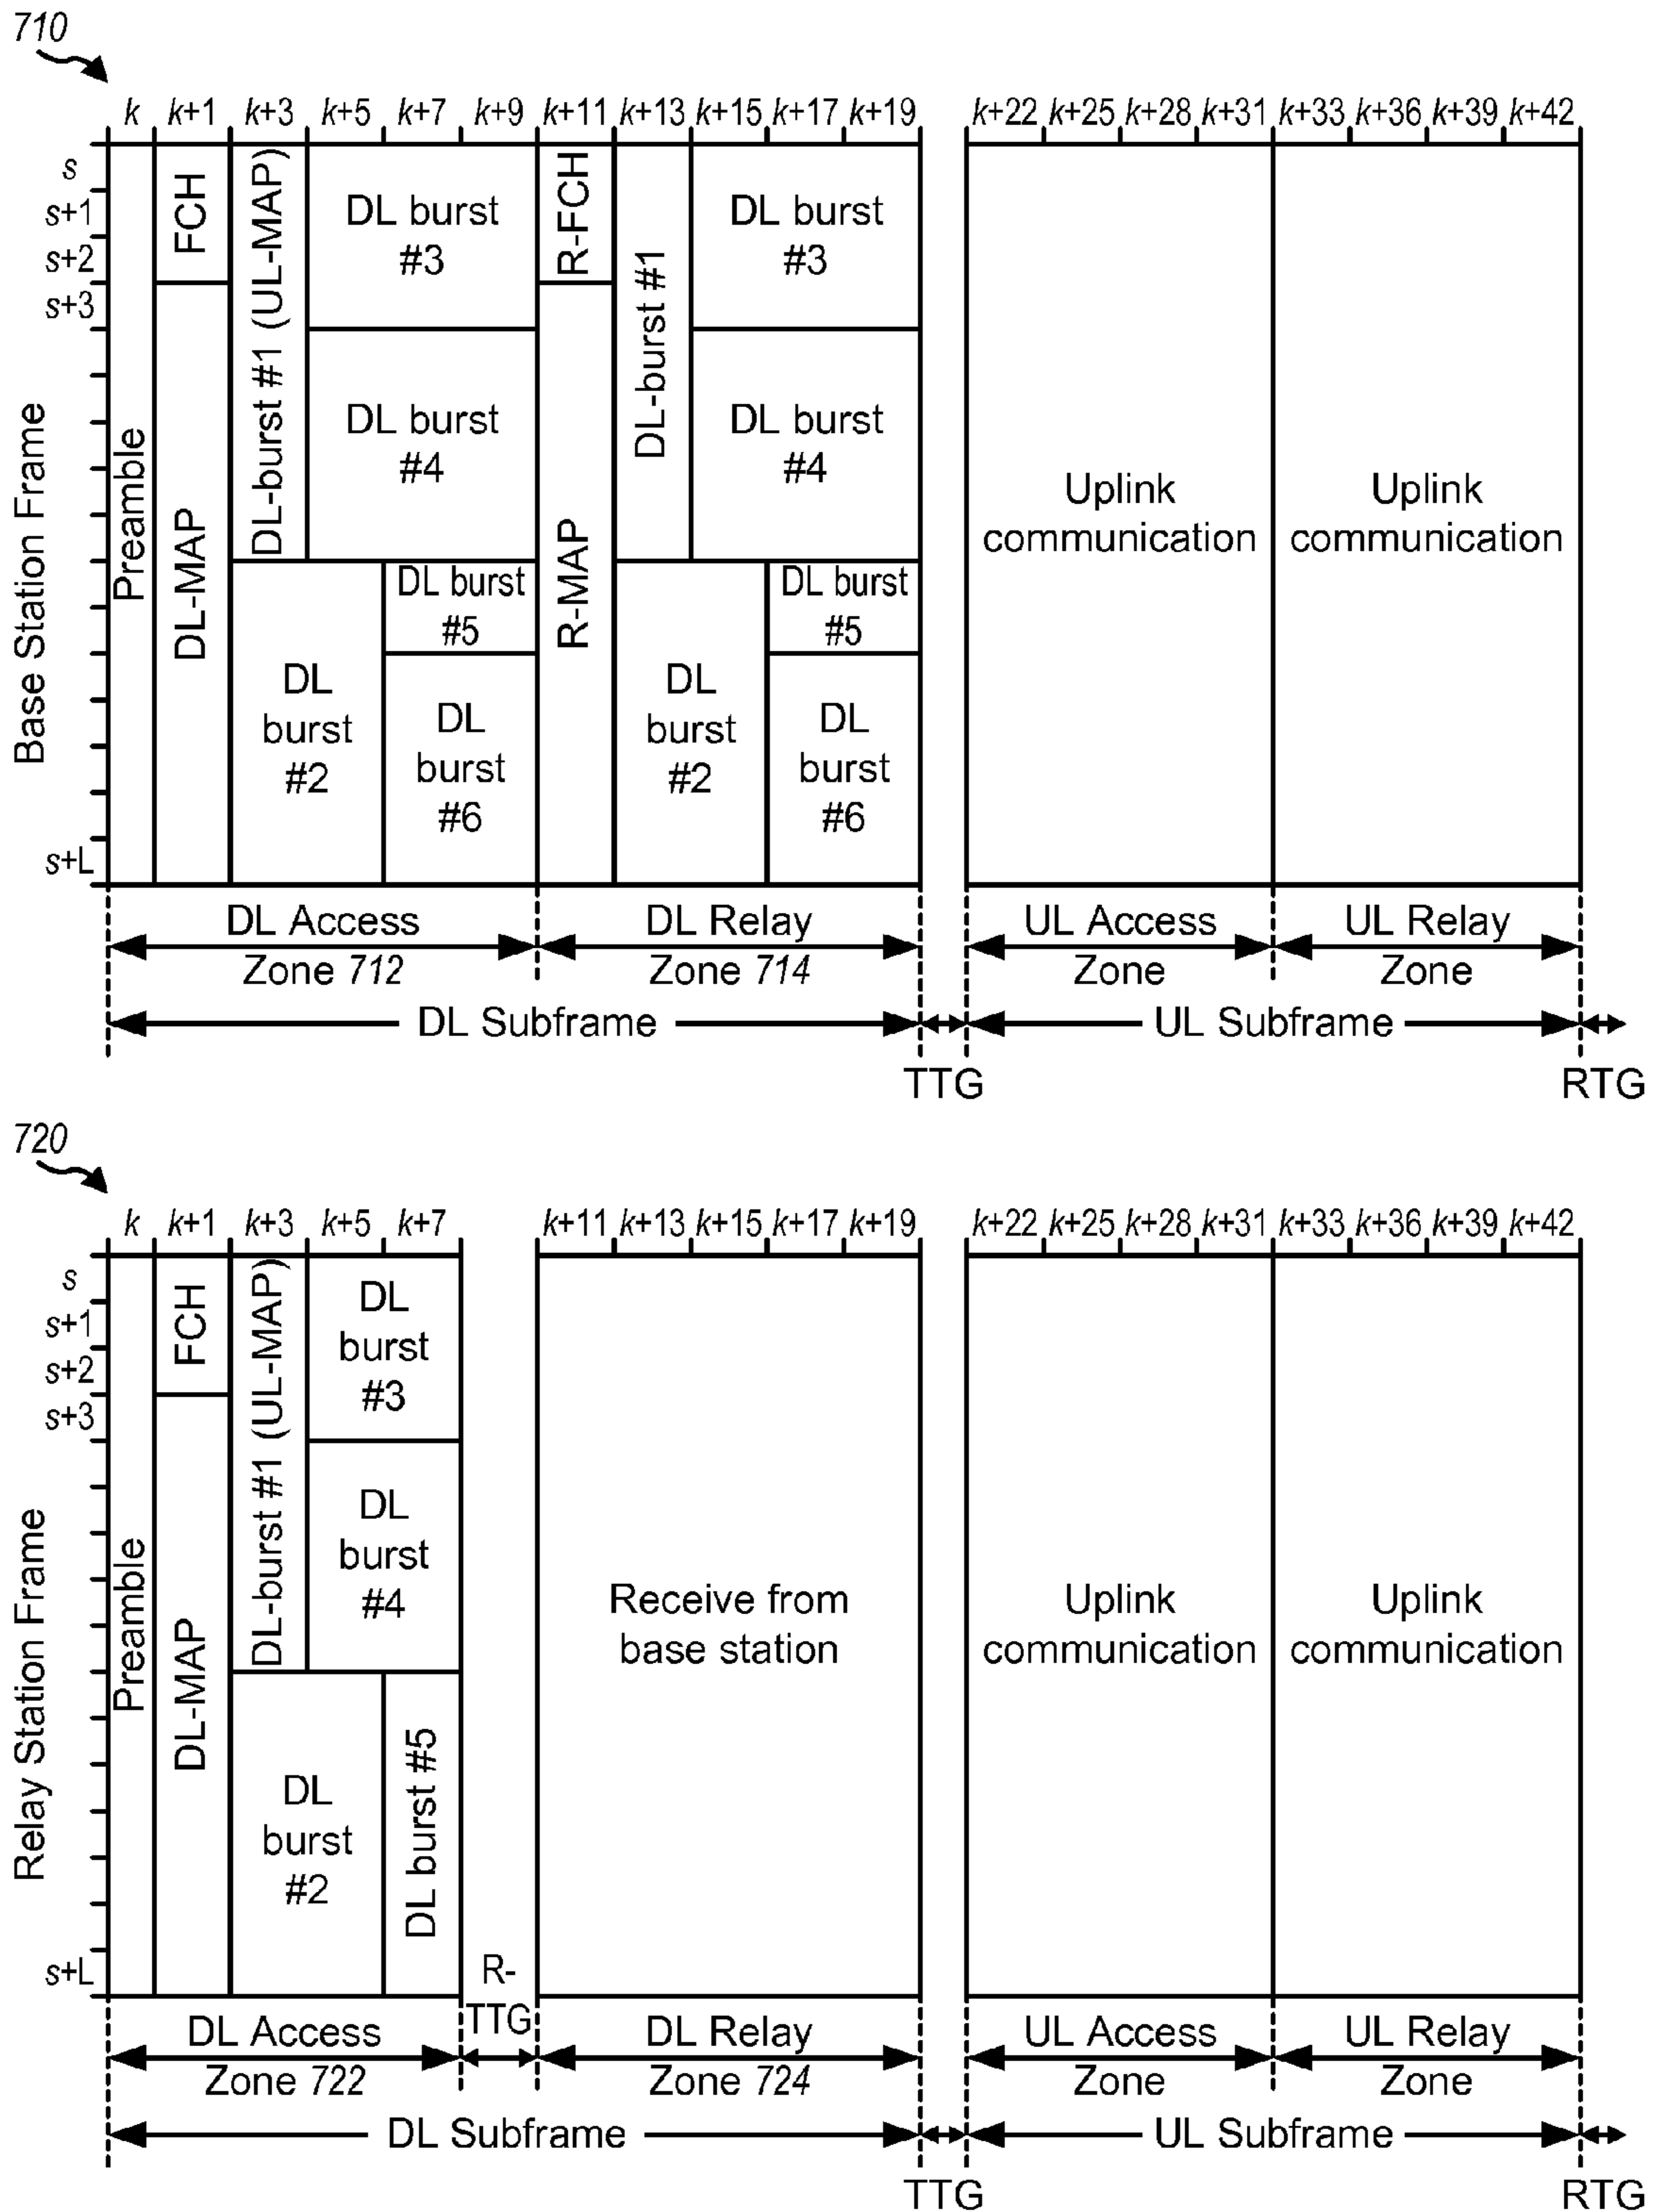 710
k k+1 k+3 k+5 k+7 k+9 k+11 k+13 k+15 k+17 k+19 k+22 k+25 k+28 k+31 k+33 k+36 k+39 k+42
Base Station Frame
s
s+1
s+2
s+3
s+L
Preamble
FCH
DL-MAP
DL-burst #1 (UL-MAP)
DL burst
#3
DL burst
#4
DL
burst
#2
DL burst
#5
DL
burst
#6
R-FCH
R-MAP
DL-burst #1
DL burst
#3
DL burst
#4
DL
burst
#2
DL burst
#5
DL
burst
#6
Uplink
communication
Uplink
communication
DL Access
Zone 712
DL Relay
Zone 714
UL Access
Zone
UL Relay
Zone
DL Subframe
UL Subframe
TTG
RTG
720
k k+1 k+3 k+5 k+7 k+11 k+13 k+15 k+17 k+19 k+22 k+25 k+28 k+31 k+33 k+36 k+39 k+42
Relay Station Frame
s
s+1
s+2
s+3
s+L
Preamble
FCH
DL-MAP
DL-burst #1 (UL-MAP)
DL
burst
#3
DL
burst
#4
DL
burst
#2
DL burst #5
R-
TTG
Receive from
base station
Uplink
communication
Uplink
communication
DL Access
Zone 722
DL Relay
Zone 724
UL Access
Zone
UL Relay
Zone
DL Subframe
UL Subframe
TTG
RTG